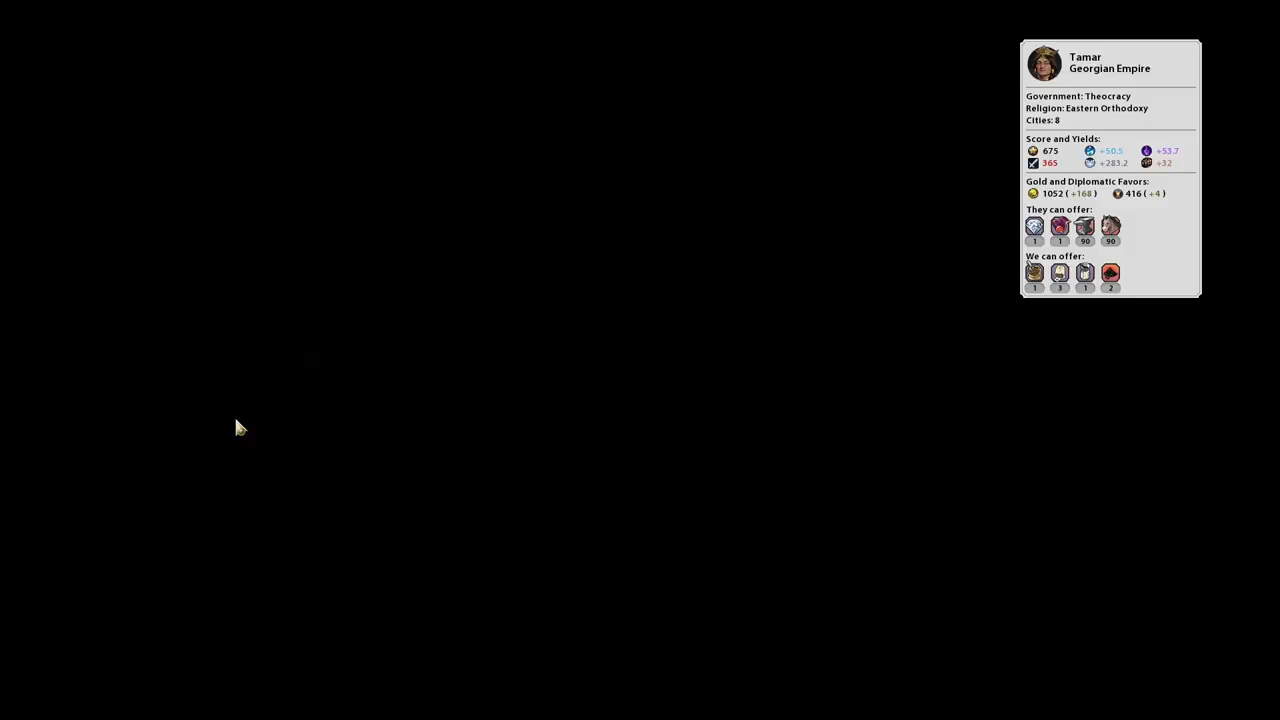 Tamar
Georgian Empire
Government: Theocracy
Religion: Eastern Orthodoxy
Cities: 8
Score and Yields:
675 +50.5 +53.7
365 +283.2 +32
Gold and Diplomatic Favors:
1052 ( +168 ) 416 ( +4 )
They can offer:
1 1 90 90
We can offer:
1 3 1 2